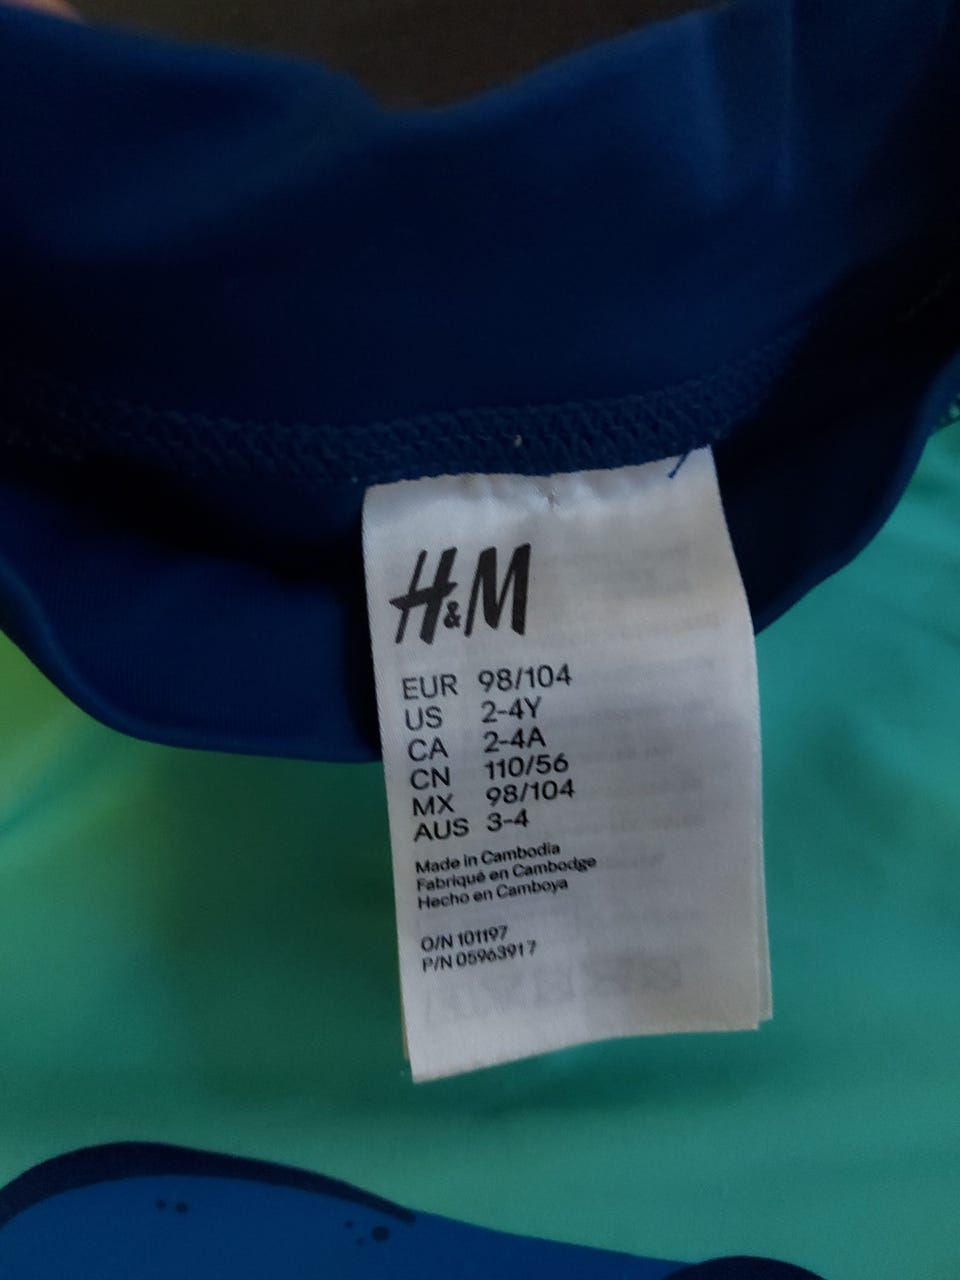 H&M
EUR 98/104
US 2-4Y
CA 2-4A
CN 110/56
MX 98/104
AUS 3-4
Made in Cambodia
Fabriqué en Cambodge
Hecho en Camboya
O/N 101197
P/N 05963917